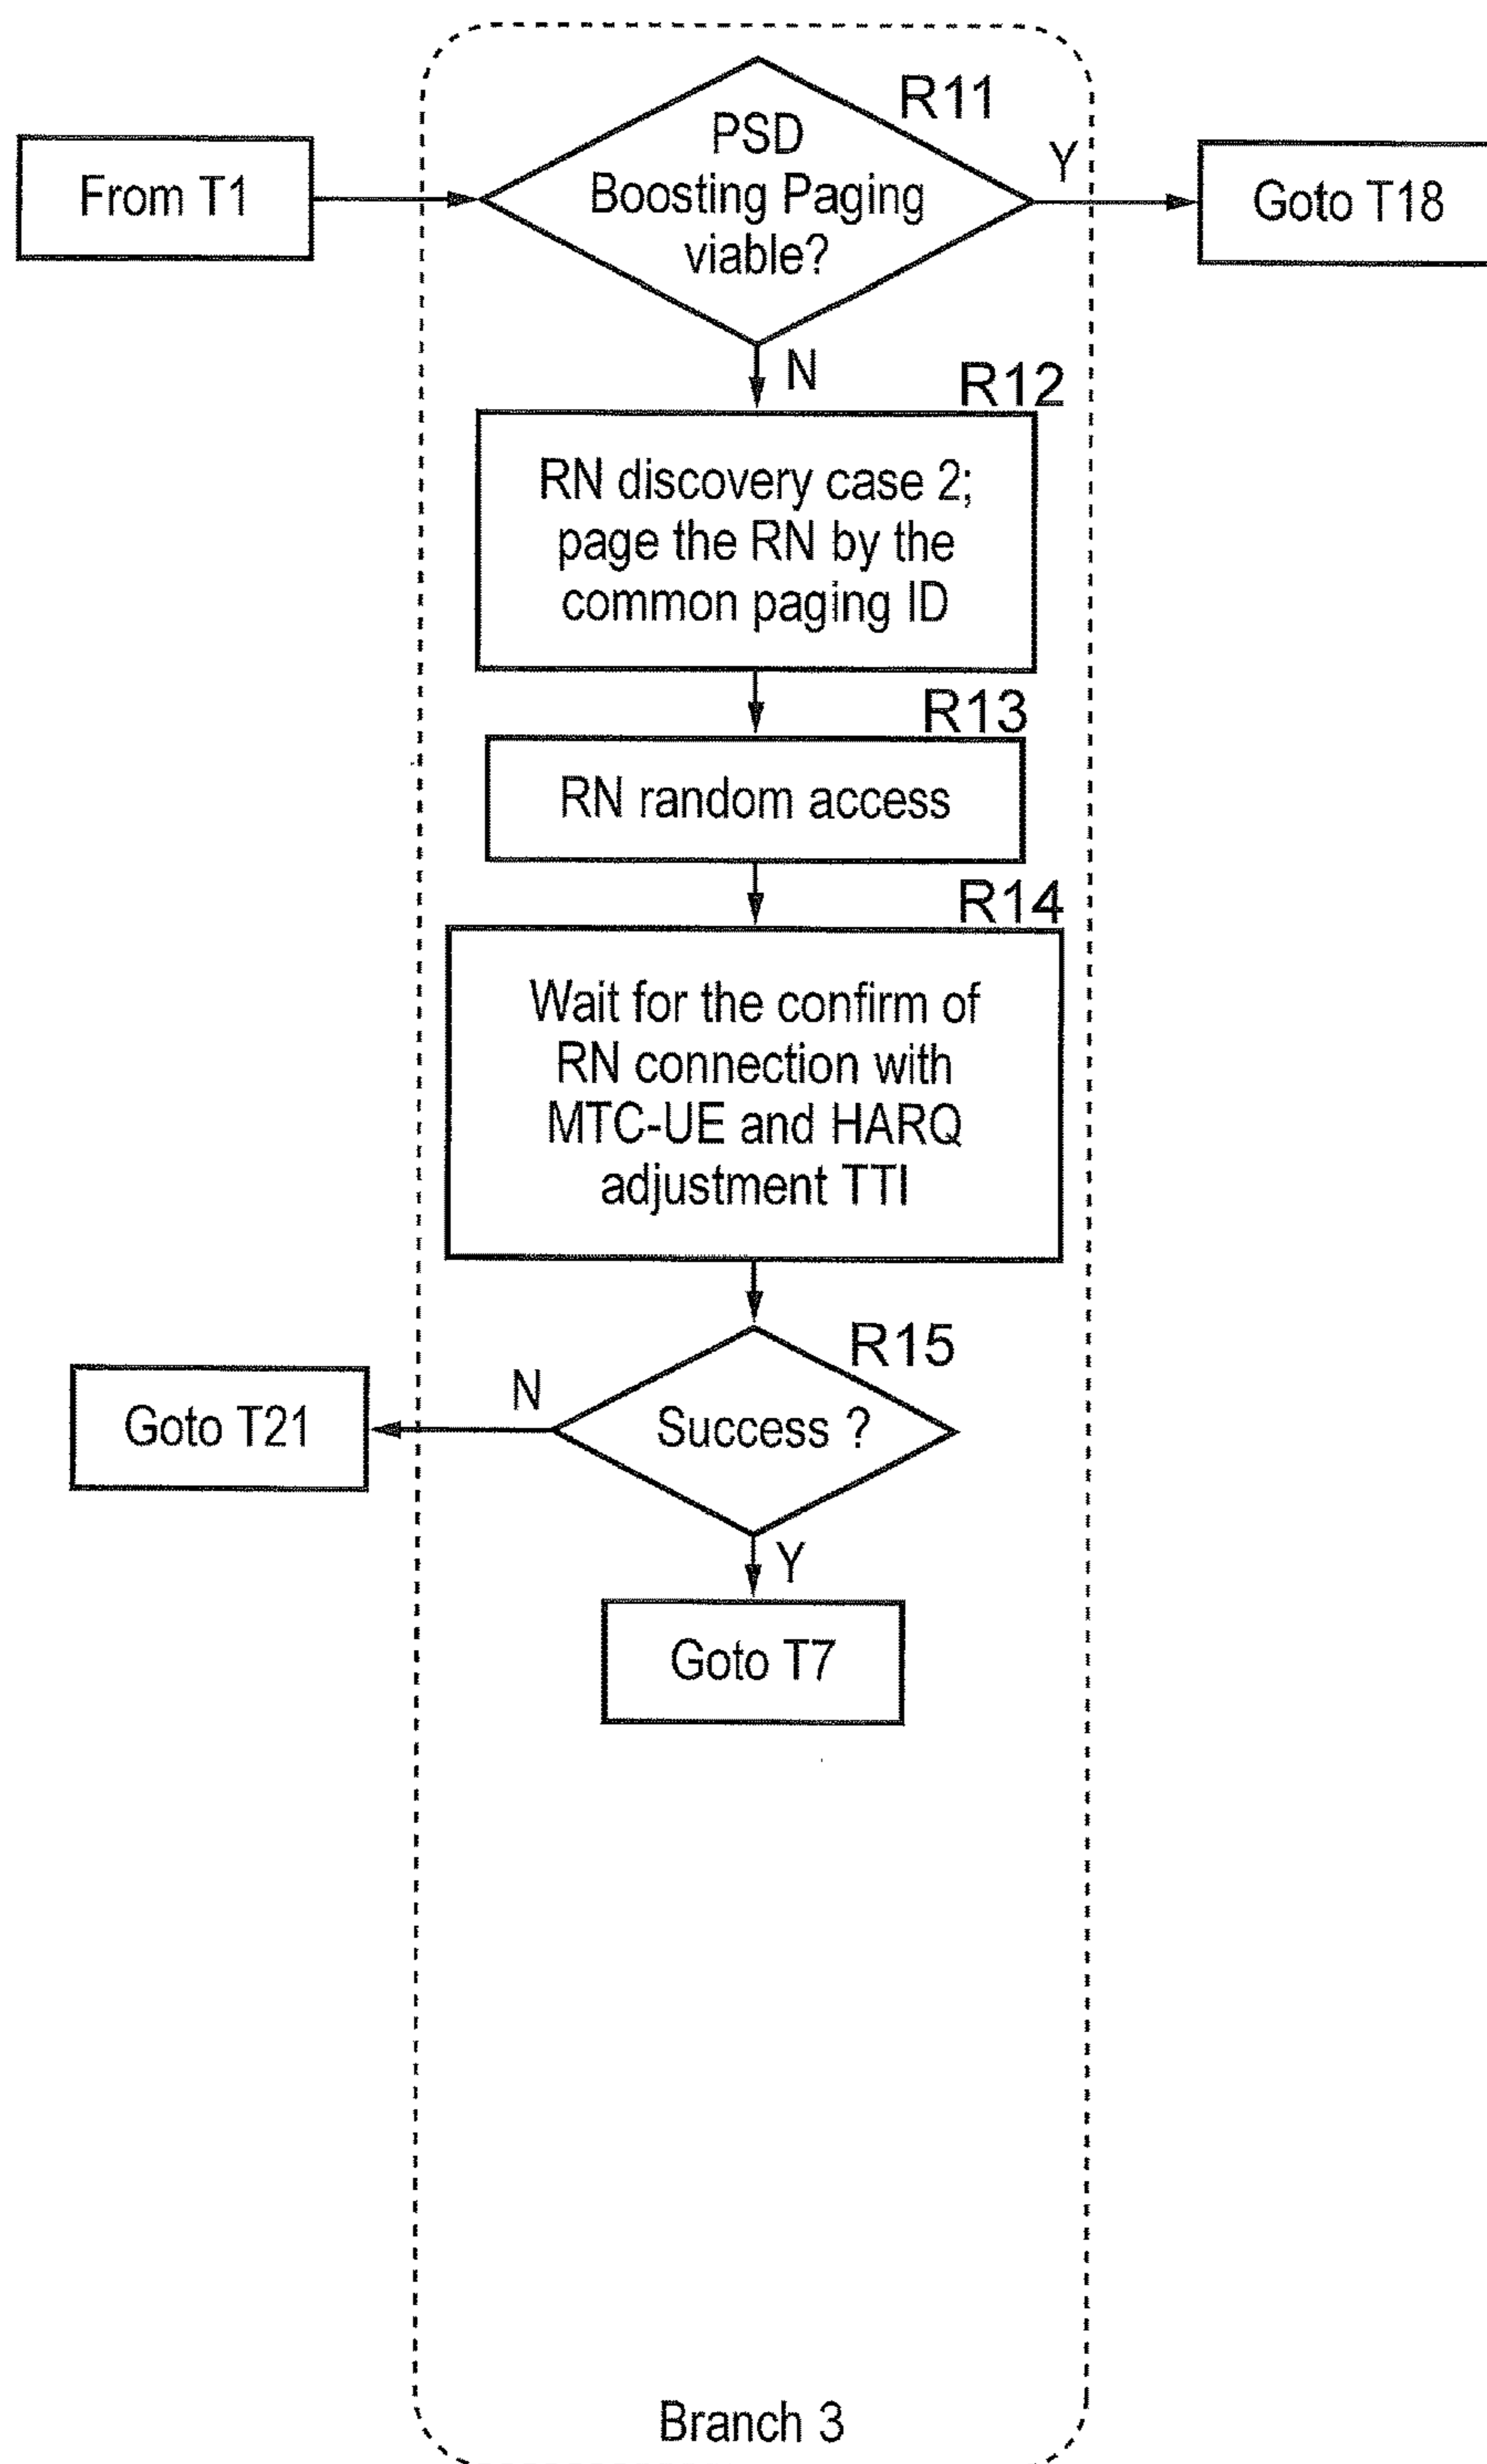 R11
PSD
Boosting Paging
viable?
From T1
Y
Goto T18
N
R12
RN discovery case 2;
page the RN by the
common paging ID
R13
RN random access
R14
Wait for the confirm of
RN connection with
MTC-UE and HARQ
adjustment TTI
R15
N
Success ?
Goto T21
Y
Goto T7
Branch 3